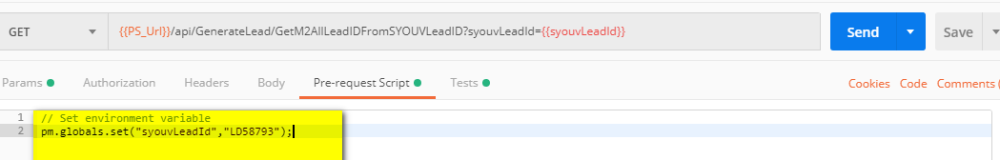 GET
{{PS_Url}}/api/GenerateLead/GetM2AllLeadIDFromSYOUVLeadID?syouvLeadId={{syouvLeadId}}
Send
Save
Params
Authorization
Headers
Body
Pre-request Script
Tests
Cookies
Code
Comments (
1 // Set environment variable
2 pm.globals.set("syouvLeadId","LD58793");